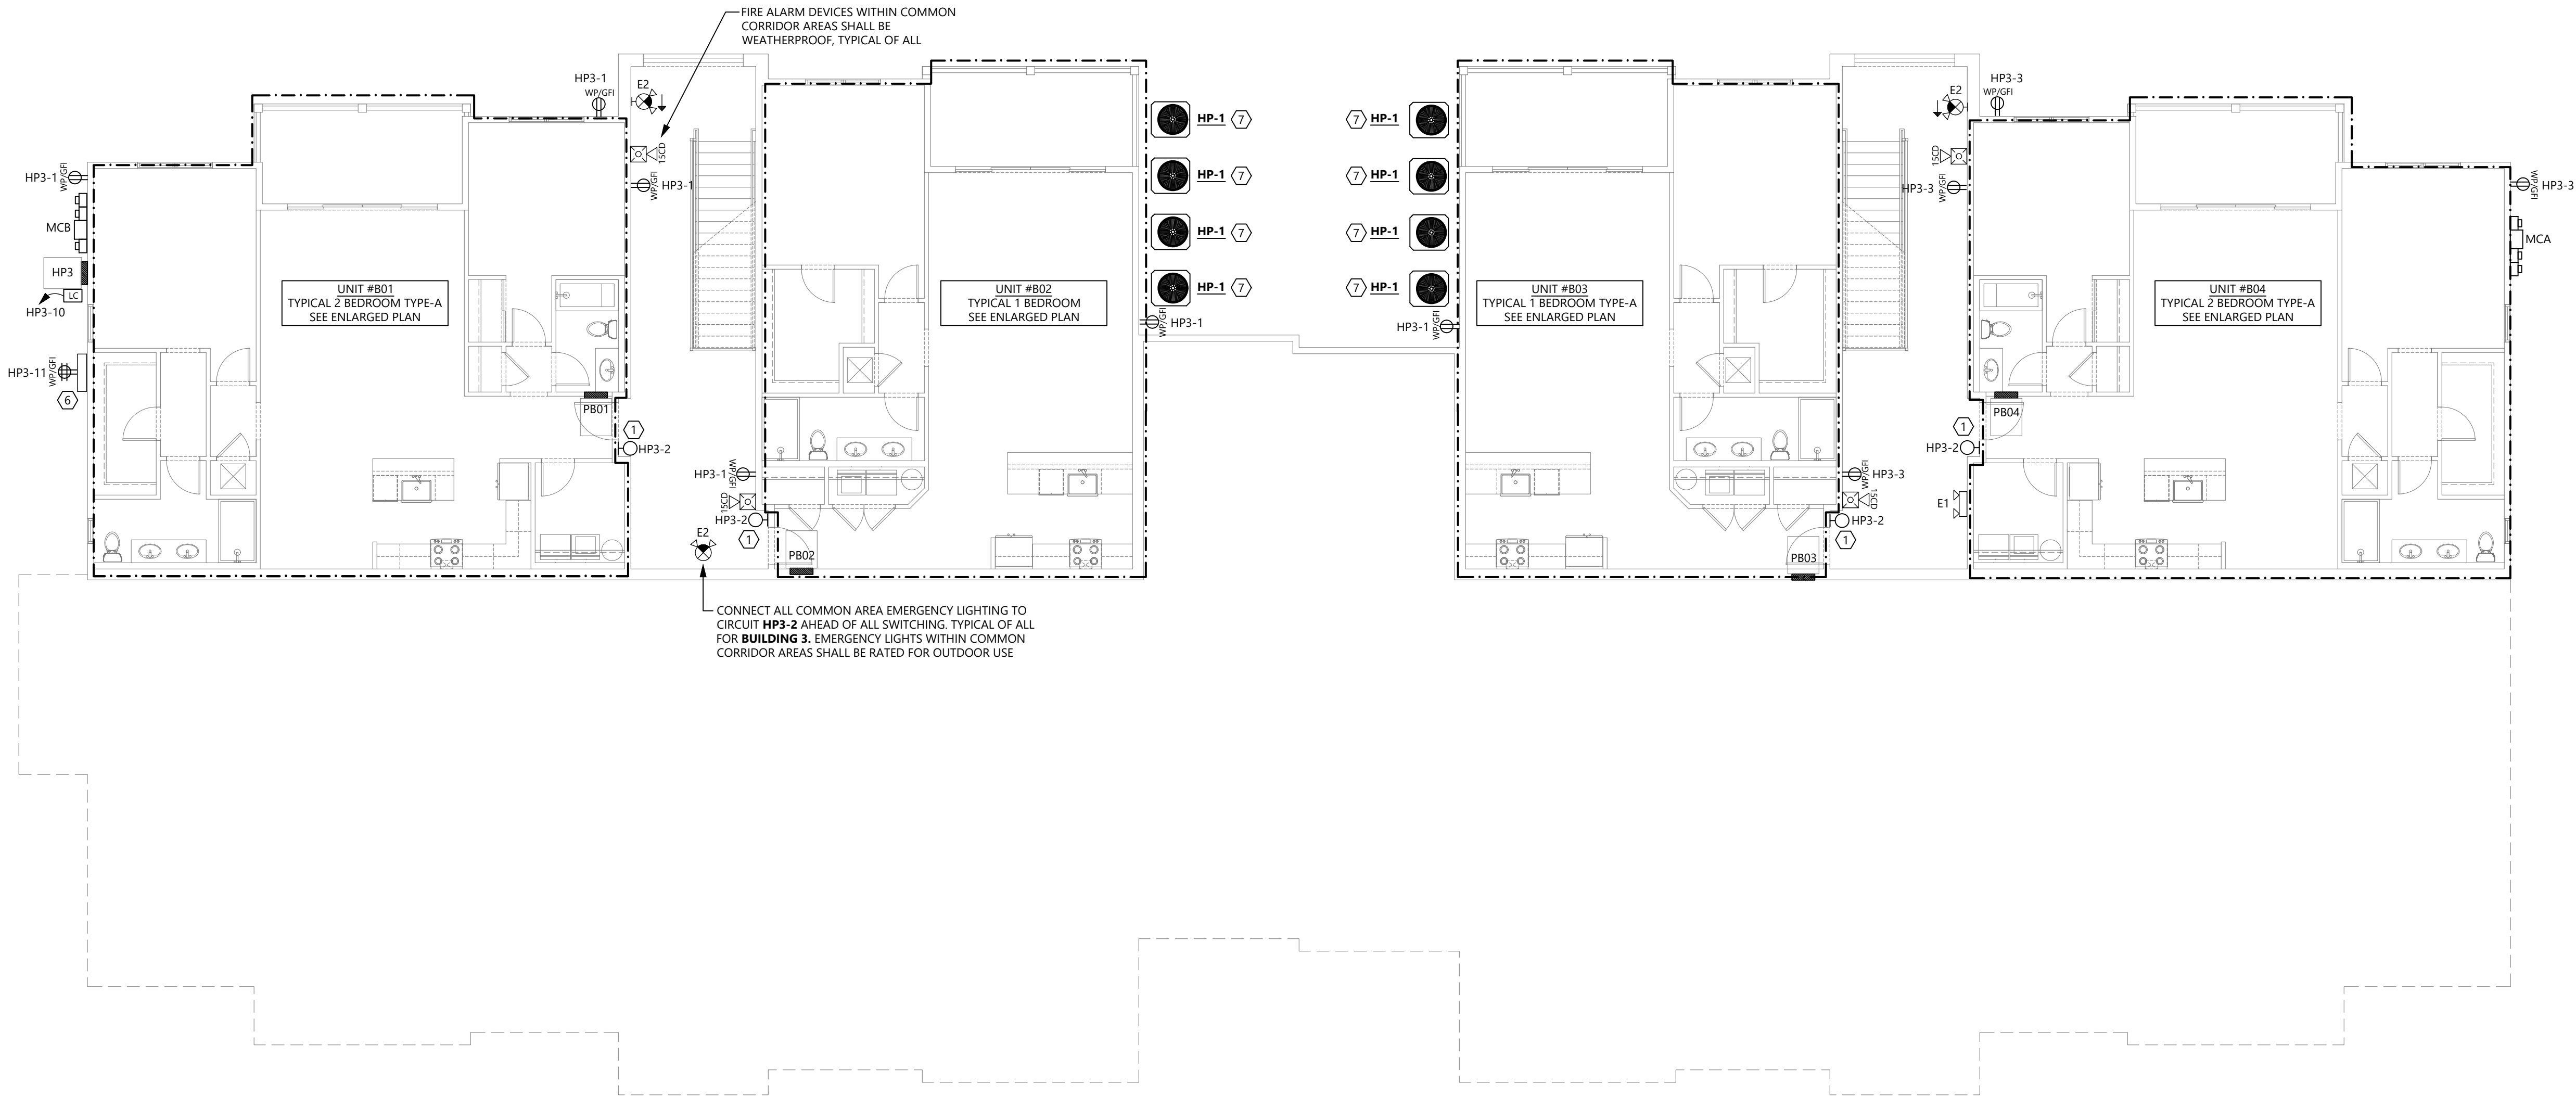 FIRE ALARM DEVICES WITHIN COMMON
CORRIDOR AREAS SHALL BE
WEATHERPROOF, TYPICAL OF ALL
HP3-1
WP/GFI
E2
15CD
HP3-1
WP/GFI
HP3-1
WP/GFI
MCB
HP3
LC
HP3-10
HP3-11
WP/GFI
6
UNIT #B01
TYPICAL 2 BEDROOM TYPE-A
SEE ENLARGED PLAN
PB01
1
HP3-2
HP3-1
WP/GFI
15CD
HP3-2
1
E2
PB02
UNIT #B02
TYPICAL 1 BEDROOM
SEE ENLARGED PLAN
HP-1 7
HP-1 7
HP-1 7
HP-1 7
WP/GFI
HP3-1
7 HP-1
7 HP-1
7 HP-1
7 HP-1
HP3-1
WP/GFI
UNIT #B03
TYPICAL 1 BEDROOM TYPE-A
SEE ENLARGED PLAN
WP/GFI
HP3-3
15CD
HP3-2
1
PB03
E2
HP3-3
WP/GFI
15CD
HP3-3
WP/GFI
PB04
1
HP3-2
E1
UNIT #B04
TYPICAL 2 BEDROOM TYPE-A
SEE ENLARGED PLAN
WP/GFI
HP3-3
MCA
CONNECT ALL COMMON AREA EMERGENCY LIGHTING TO
CIRCUIT HP3-2 AHEAD OF ALL SWITCHING. TYPICAL OF ALL
FOR BUILDING 3. EMERGENCY LIGHTS WITHIN COMMON
CORRIDOR AREAS SHALL BE RATED FOR OUTDOOR USE